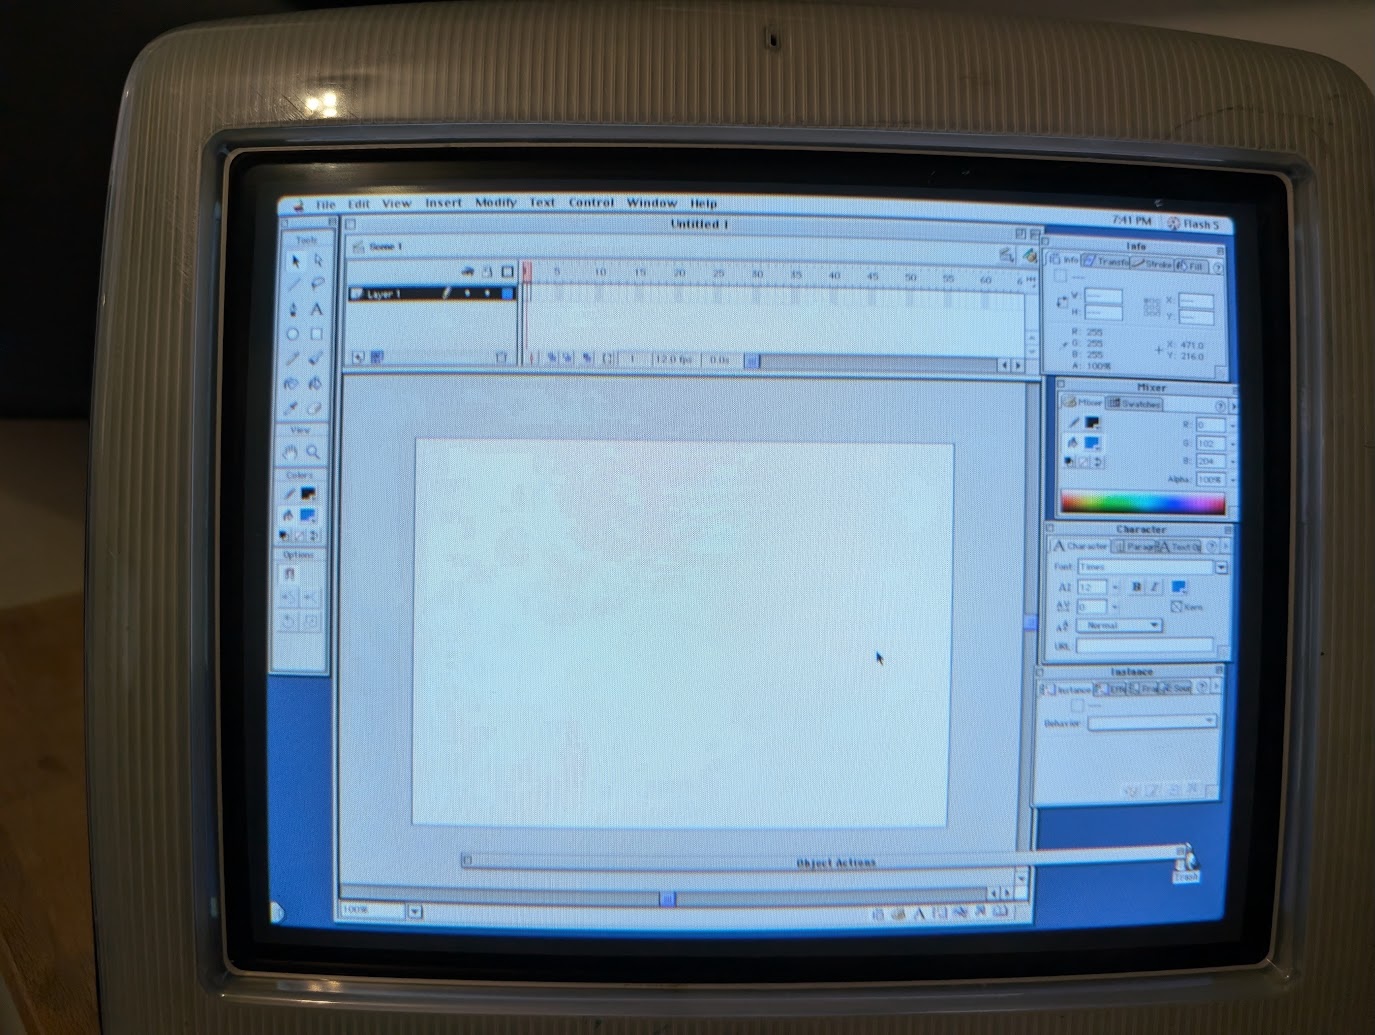 File Edit View Insert Modify Text Control Window Help
7:41 PM Flash 5
Tools
Untitled 1
Scene 1
Layer 1
5 10 15 20 25 30 35 40 45 50 55 60
1 12.0 fps 0.0s
View
Colors
Options
Info
Info Transfo Stroke Fill
W:
H:
X:
Y:
R: 255
G: 255
B: 255
A: 100%
X: 471.0
Y: 216.0
Mixer
Mixer Swatches
R: 0
G: 102
B: 204
Alpha: 100%
Character
Character Parag Text Op
Font: Times
12 B I
AV 0 Kern
Normal
URL
Instance
Instance Effe Fra Sour
Behavior:
Object Actions
Trash
100%